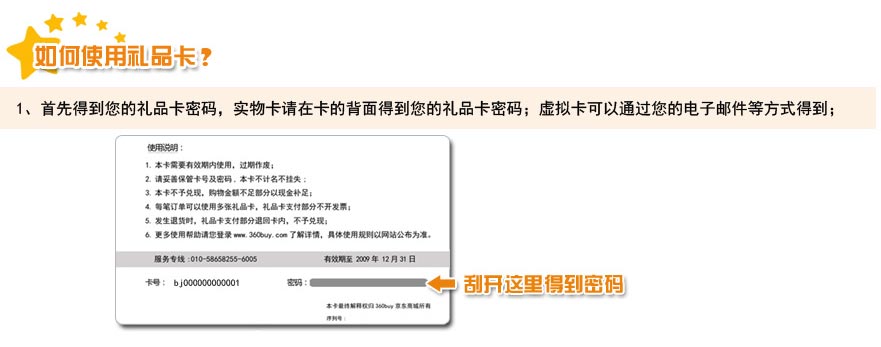 如何使用礼品卡？
1、首先得到您的礼品卡密码，实物卡请在卡的背面得到您的礼品卡密码；虚拟卡可以通过您的电子邮件等方式得到；
使用说明：
1. 本卡需要有效期内使用，过期作废；
2. 请妥善保管卡号及密码，本卡不计名不挂失；
3. 本卡不予兑现，购物金额不足部分以现金补足；
4. 每笔订单可以使用多张礼品卡，礼品卡支付部分不开发票；
5. 发生退货时，礼品卡支付部分退回卡内，不予兑现；
6. 更多使用帮助请您登录 www.360buy.com 了解详情，具体使用规则以网站公布为准。
服务专线:010-58658255-6005 有效期至 2009 年 12 月 31 日
卡号： bj000000000001 密码：
刮开这里得到密码
本卡最终解释权归 360buy 京东商城所有
序列号：